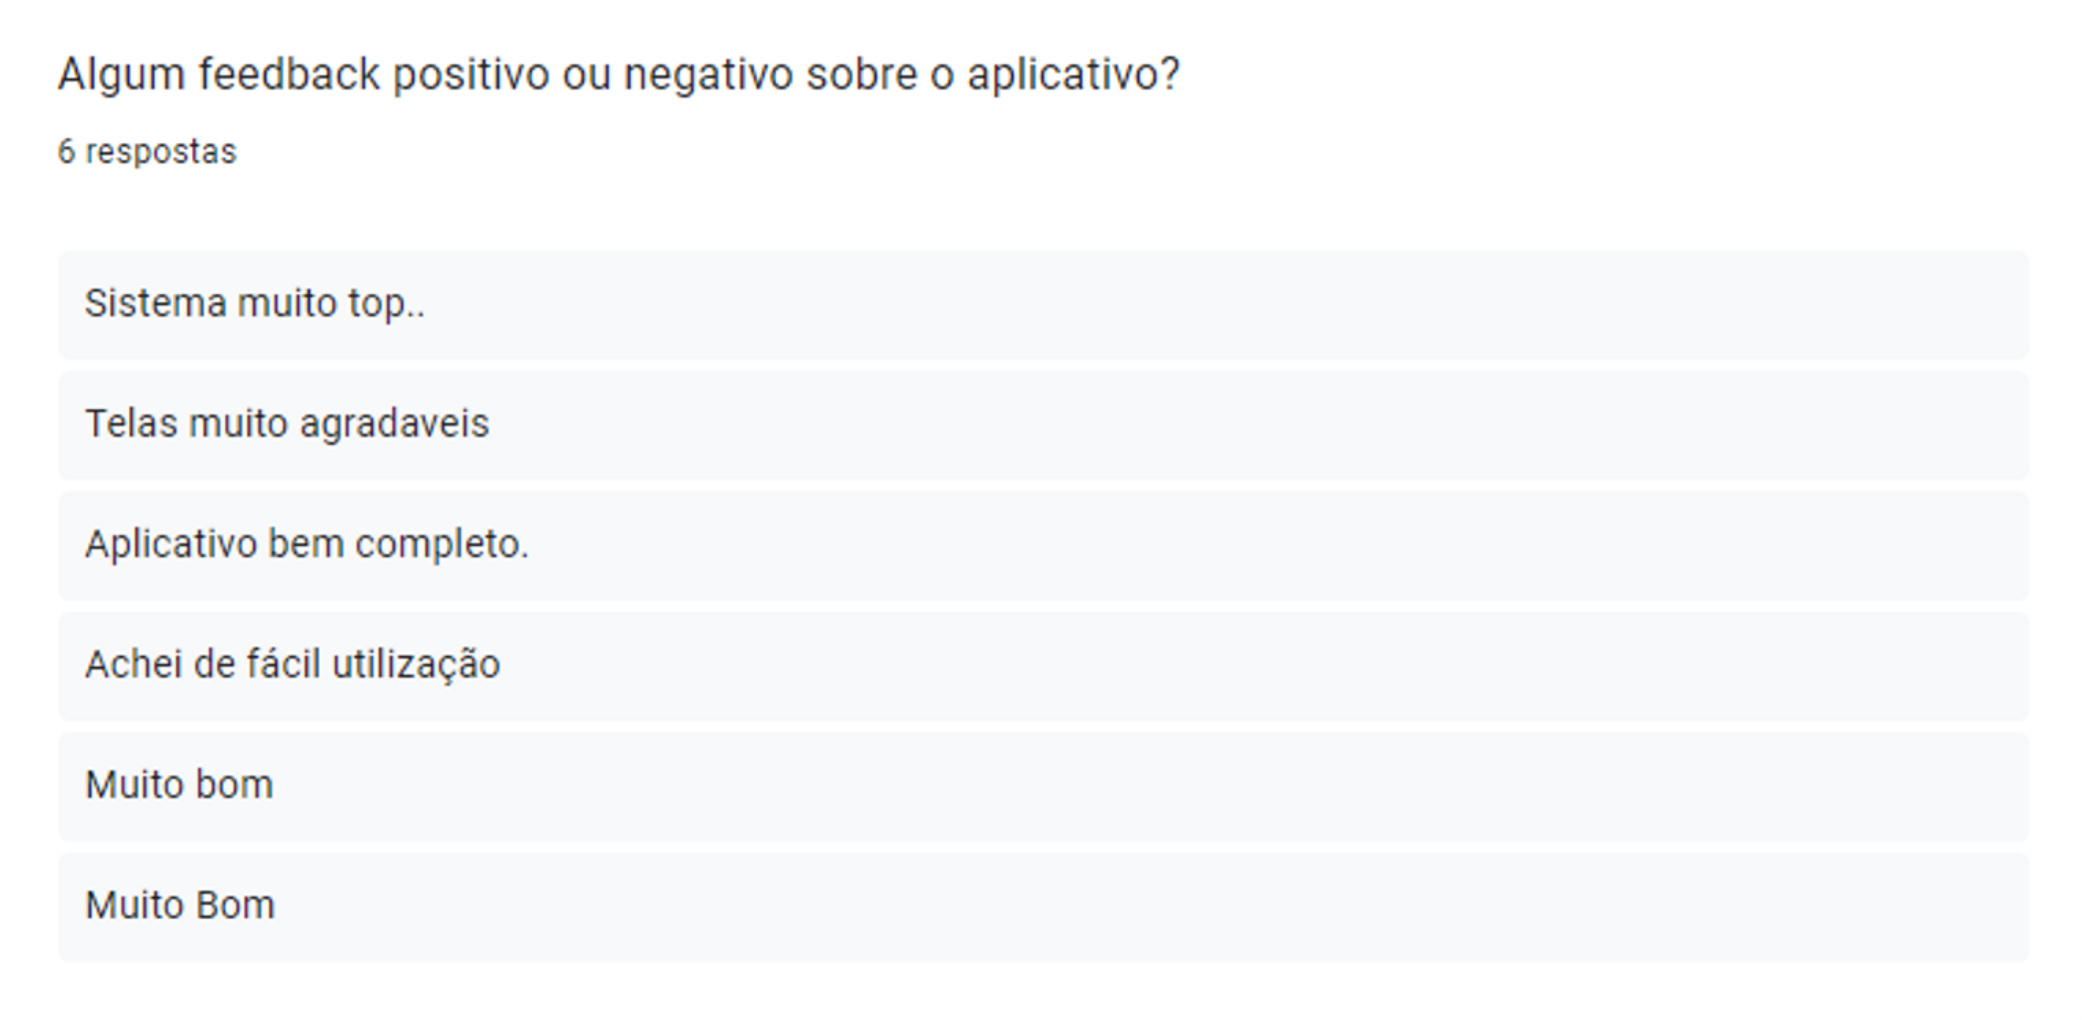 Algum feedback positivo ou negativo sobre o aplicativo?
6 respostas
Sistema muito top..
Telas muito agradaveis
Aplicativo bem completo.
Achei de fácil utilização
Muito bom
Muito Bom